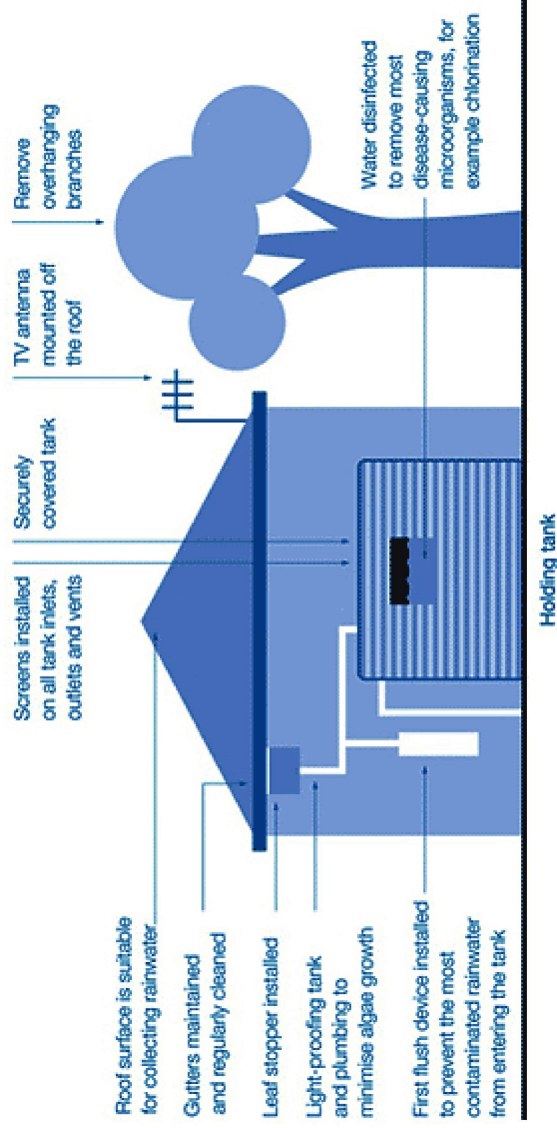 Screens installed
on all tank inlets,
outlets and vents
Securely
covered tank
TV antenna
mounted off
the roof
Remove
overhanging
branches
Roof surface is suitable
for collecting rainwater
Gutters maintained
and regularly cleaned
Leaf stopper installed
Light-proofing tank
and plumbing to
minimise algae growth
First flush device installed
to prevent the most
contaminated rainwater
from entering the tank
Water disinfected
to remove most
disease-causing
microorganisms, for
example chlorination
Holding tank